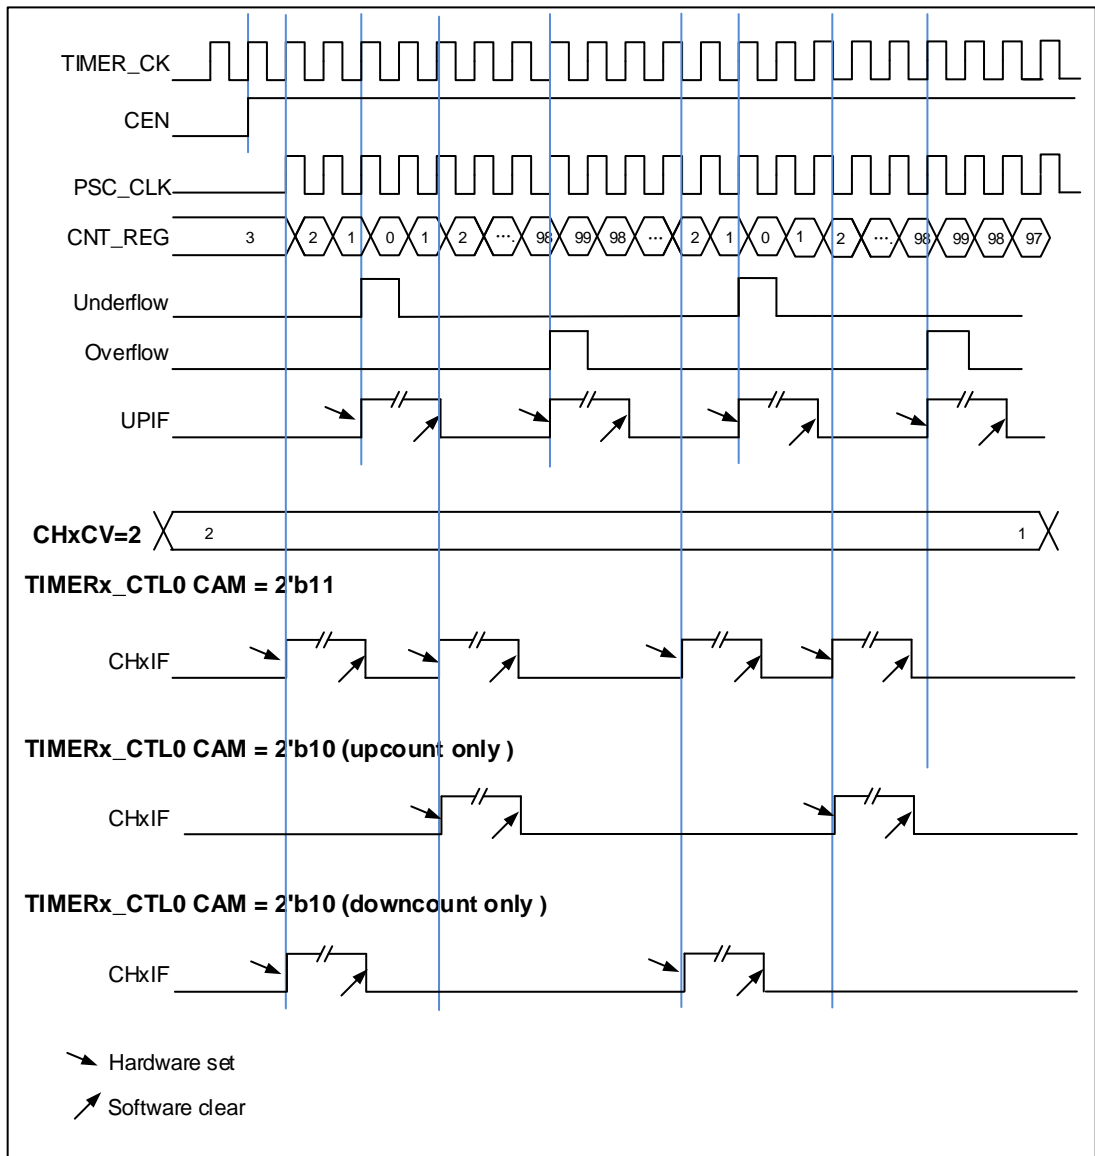 TIMER_CK
CEN
PSC_CLK
CNT_REG 3 2 1 0 1 2 .... 98 99 98 ... 2 1 0 1 2 .... 98 99 98 97
Underflow
Overflow
UPIF
CHxCV=2 2 1
TIMERx_CTL0 CAM = 2'b11
CHxIF
TIMERx_CTL0 CAM = 2'b10 (upcount only )
CHxIF
TIMERx_CTL0 CAM = 2'b10 (downcount only )
CHxIF
Hardware set
Software clear